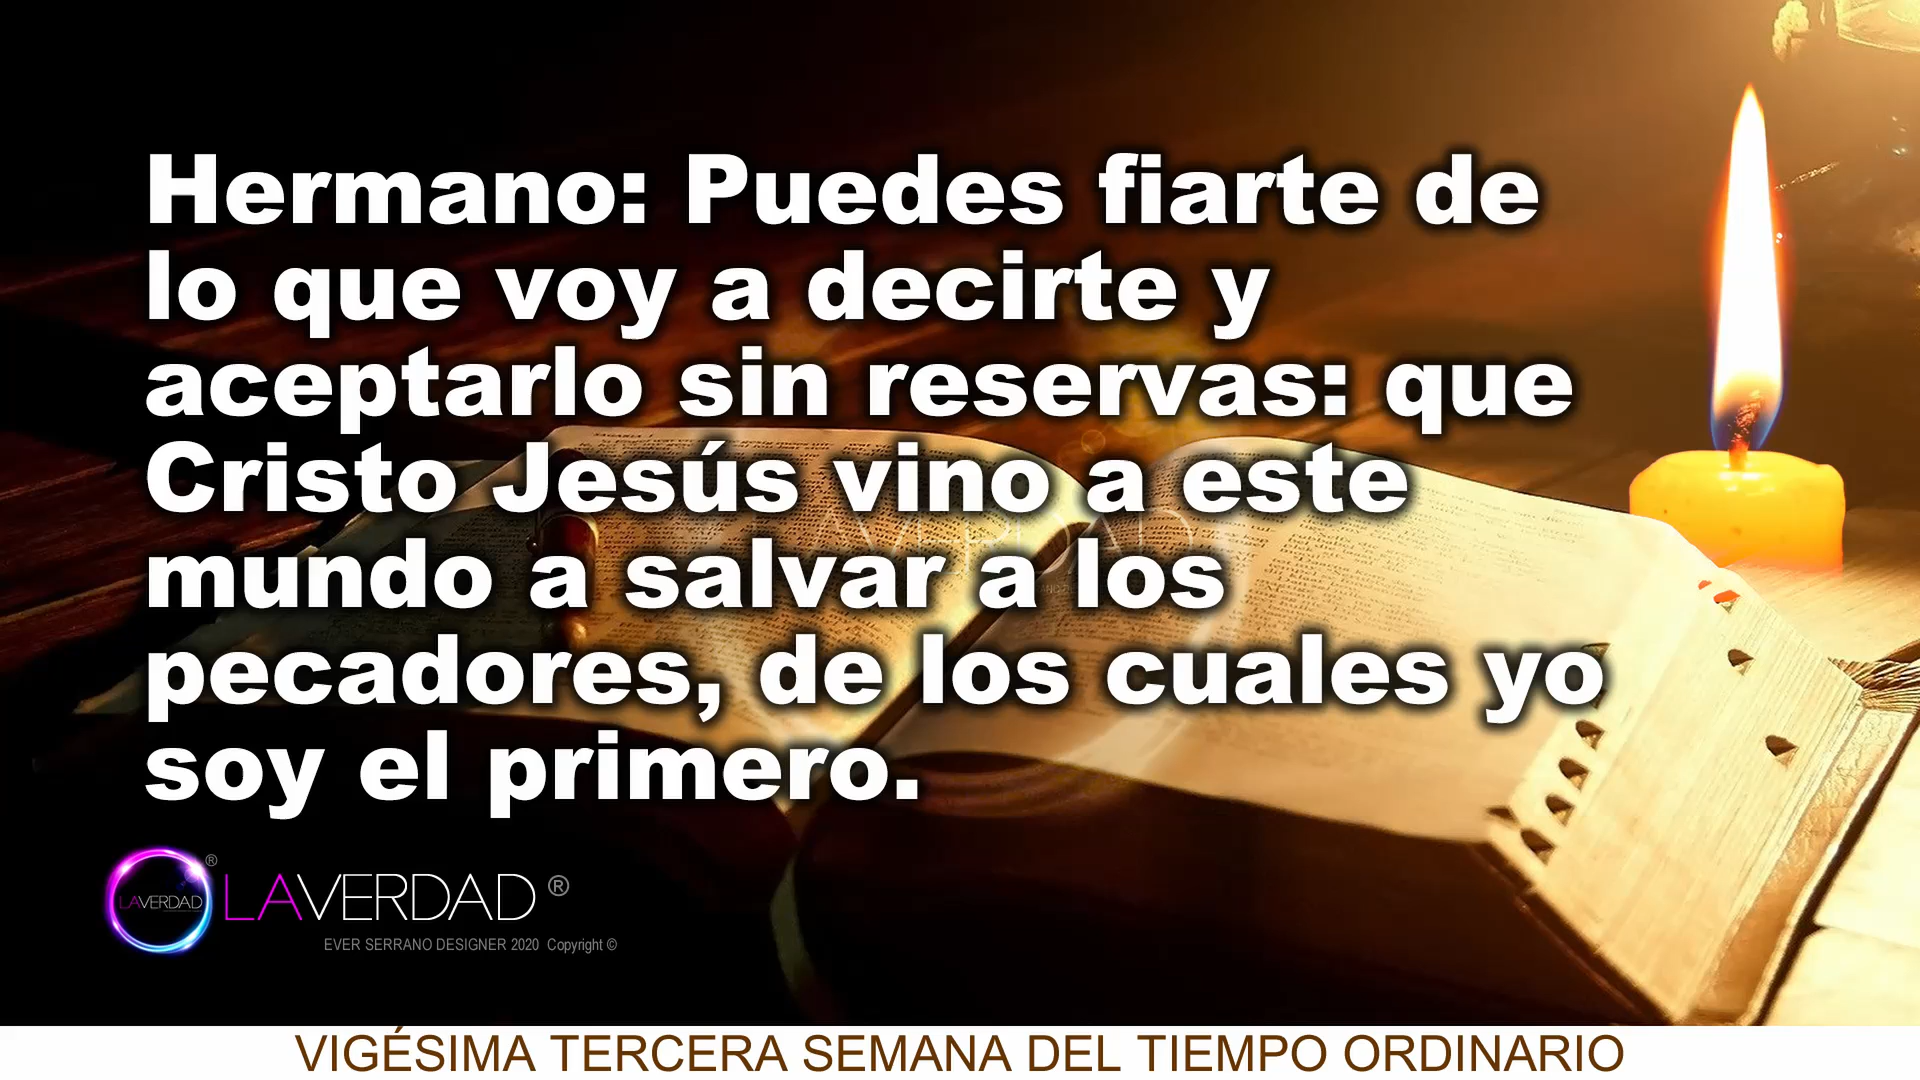 Hermano: Puedes fiarte de
lo que voy a decirte y
aceptarlo sin reservas: que
Cristo Jesús vino a este
mundo a salvar a los
pecadores, de los cuales yo
soy el primero.
LAVERDAD ®
LAVERDAD ®
EVER SERRANO DESIGNER 2020 Copyright ©
VIGÉSIMA TERCERA SEMANA DEL TIEMPO ORDINARIO